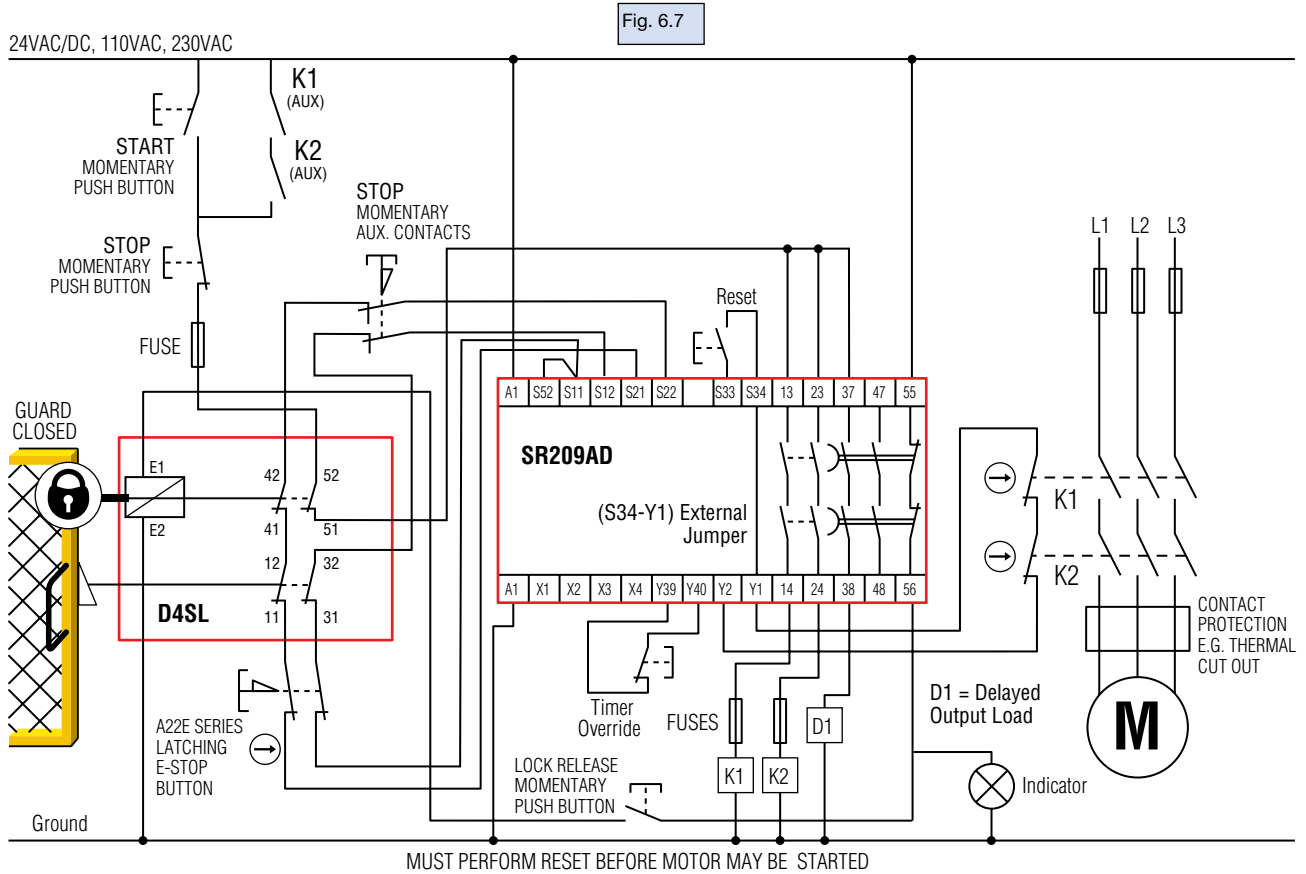 Fig. 6.7
24VAC/DC, 110VAC, 230VAC
K1
(AUX)
START
MOMENTARY
PUSH BUTTON
K2
(AUX)
STOP
MOMENTARY
AUX. CONTACTS
STOP
MOMENTARY
PUSH BUTTON
L1 L2 L3
Reset
FUSE
A1 S52 S11 S12 S21 S22 S33 S34 13 23 37 47 55
GUARD
CLOSED
SR209AD
E1
42 52
K1
(S34-Y1) External
Jumper
E2
41 51
12 32
K2
A1 X1 X2 X3 X4 Y39 Y40 Y2 Y1 14 24 38 48 56
D4SL
11 31
CONTACT
PROTECTION
E.G. THERMAL
CUT OUT
A22E SERIES
LATCHING
E-STOP
BUTTON
Timer
Override
FUSES
D1
D1 = Delayed
Output Load
M
LOCK RELEASE
MOMENTARY
PUSH BUTTON
K1 K2
Indicator
Ground
MUST PERFORM RESET BEFORE MOTOR MAY BE STARTED